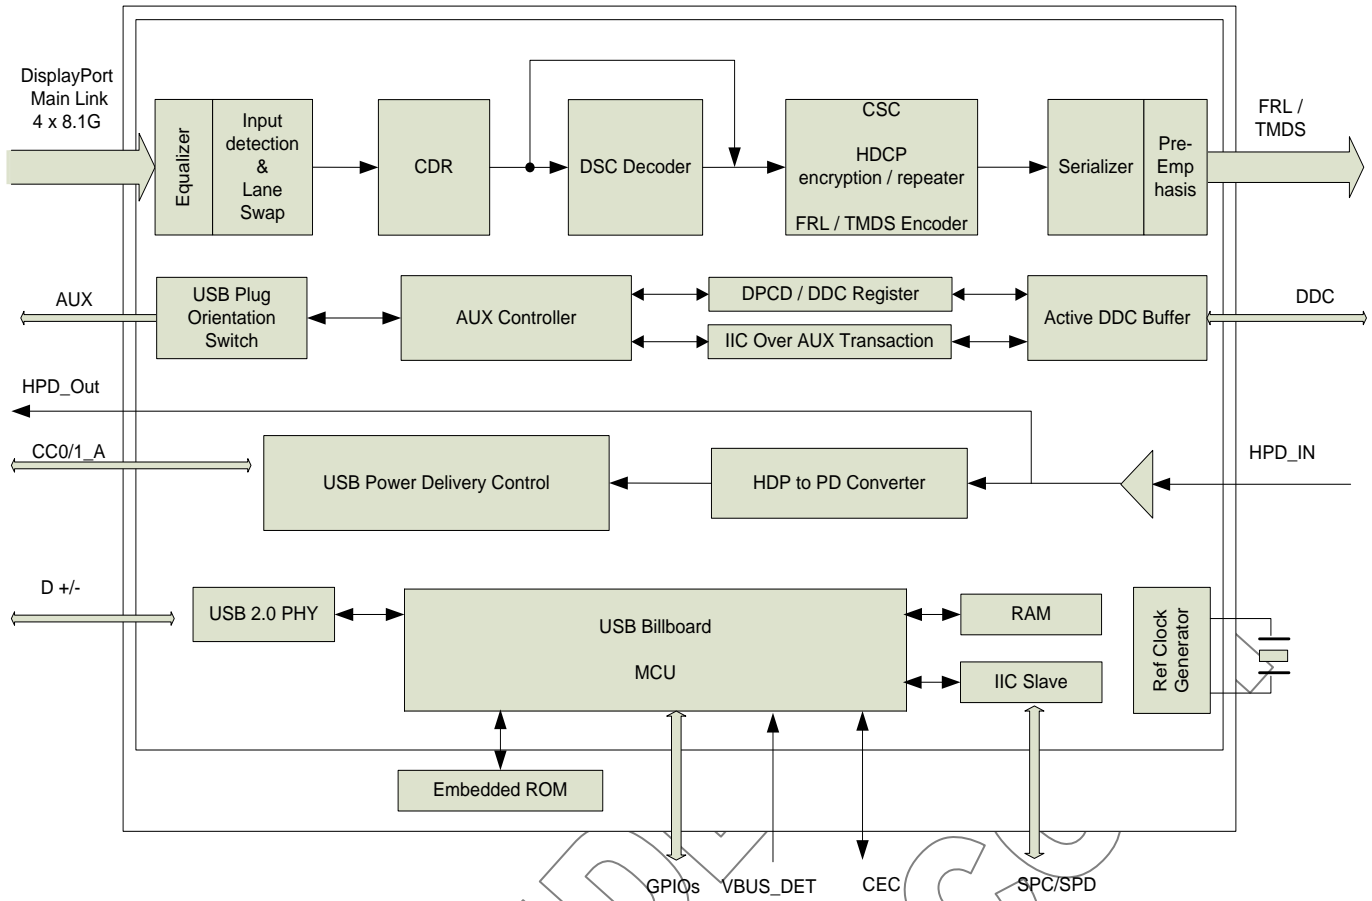 DisplayPort
Main Link
4 x 8.1G
Equalizer
Input
detection
&
Lane
Swap
CDR
DSC Decoder
CSC
HDCP
encryption / repeater
FRL / TMDS Encoder
Serializer
Pre-
Emp
hasis
FRL /
TMDS
AUX
USB Plug
Orientation
Switch
AUX Controller
DPCD / DDC Register
IIC Over AUX Transaction
Active DDC Buffer
DDC
HPD_Out
CC0/1_A
USB Power Delivery Control
HDP to PD Converter
HPD_IN
D +/-
USB 2.0 PHY
USB Billboard
MCU
RAM
IIC Slave
Ref Clock
Generator
Embedded ROM
GPIOs
VBUS_DET
CEC
SPC/SPD